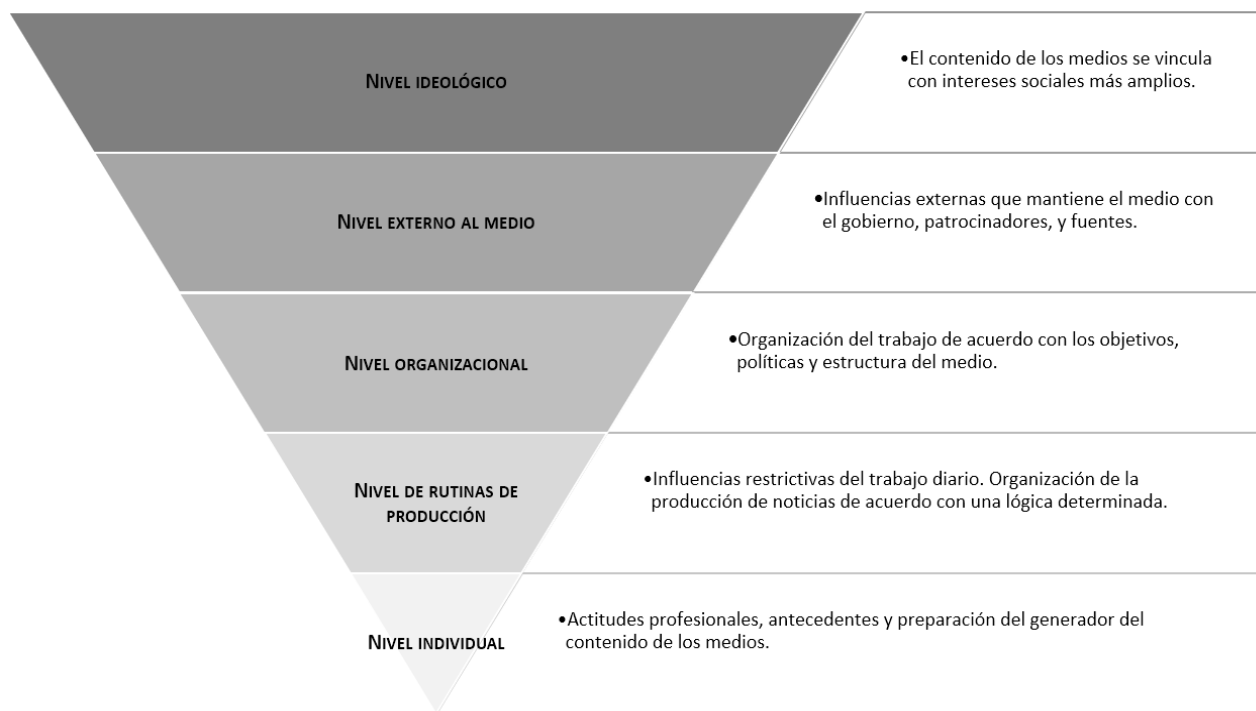 NIVEL IDEOLÓGICO
•El contenido de los medios se vincula
con intereses sociales más amplios.
NIVEL EXTERNO AL MEDIO
•Influencias externas que mantiene el medio con
el gobierno, patrocinadores, y fuentes.
NIVEL ORGANIZACIONAL
•Organización del trabajo de acuerdo con los objetivos,
políticas y estructura del medio.
NIVEL DE RUTINAS DE
PRODUCCIÓN
•Influencias restrictivas del trabajo diario. Organización de la
producción de noticias de acuerdo con una lógica determinada.
NIVEL INDIVIDUAL
•Actitudes profesionales, antecedentes y preparación del generador del
contenido de los medios.